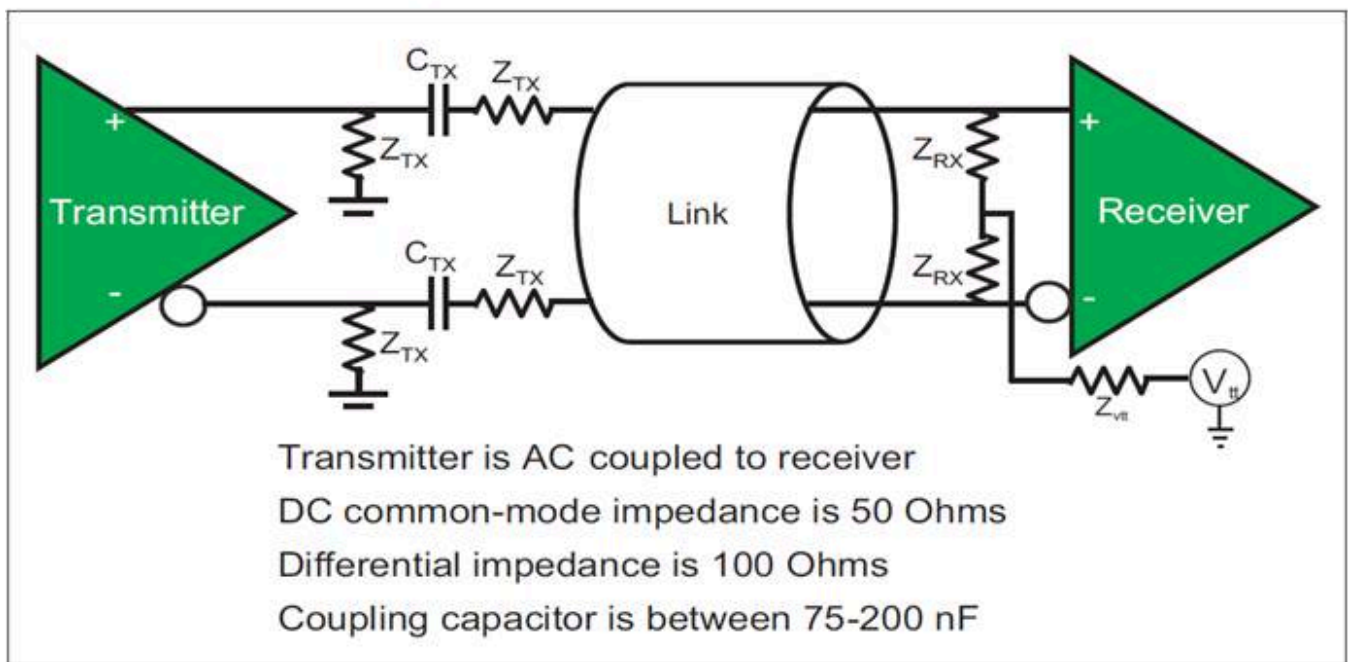 C_TX
Z_TX
+
Z_TX
Transmitter
C_TX
Z_TX
-
Z_TX
Link
Z_RX
+
Receiver
Z_RX
-
Z_vtt
V_tt
Transmitter is AC coupled to receiver
DC common-mode impedance is 50 Ohms
Differential impedance is 100 Ohms
Coupling capacitor is between 75-200 nF